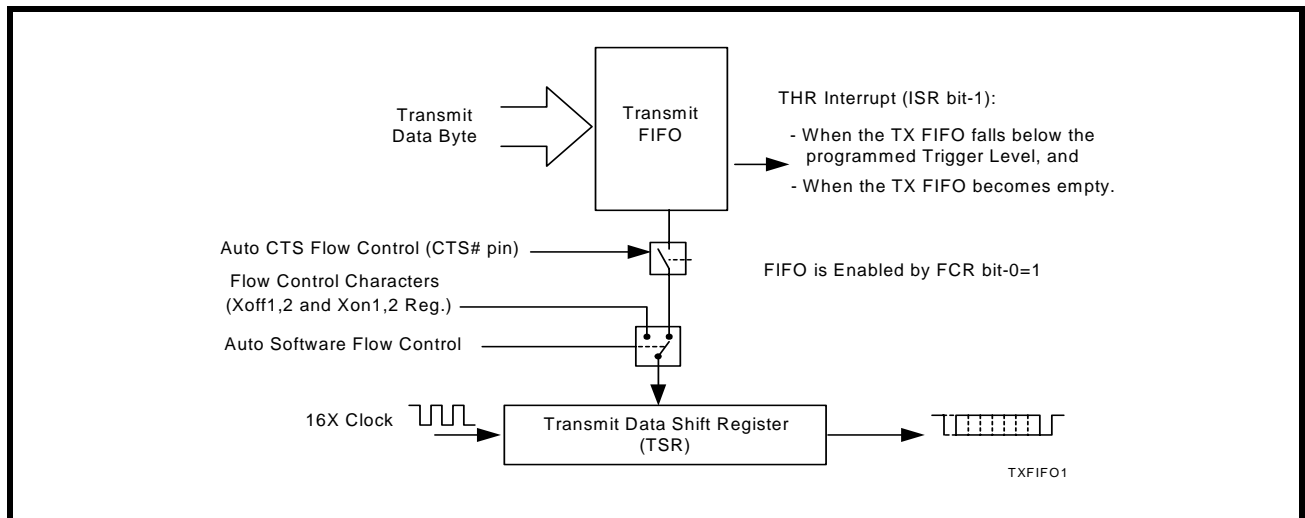 Transmit
Data Byte
Transmit
FIFO
THR Interrupt (ISR bit-1):
- When the TX FIFO falls below the
programmed Trigger Level, and
- When the TX FIFO becomes empty.
Auto CTS Flow Control (CTS# pin)
FIFO is Enabled by FCR bit-0=1
Flow Control Characters
(Xoff1,2 and Xon1,2 Reg.)
Auto Software Flow Control
16X Clock
Transmit Data Shift Register
(TSR)
TXFIFO1